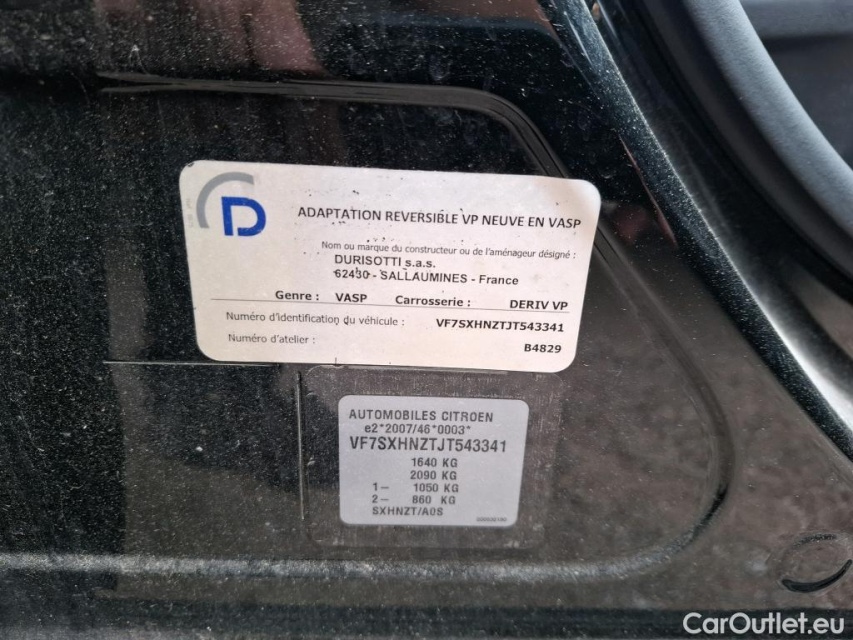 D
ADAPTATION REVERSIBLE VP NEUVE EN VASP
Nom ou marque du constructeur ou de l'aménageur désigné :
DURISOTTI s.a.s.
62430 - SALLAUMINES - France
Genre : VASP Carrosserie : DERIV VP
Numéro d'identification du véhicule : VF7SXHNZTJT543341
Numéro d'atelier : B4829
AUTOMOBILES CITROEN
e2*2007/46*0003*
VF7SXHNZTJT543341
1640 KG
2090 KG
1- 1050 KG
2- 860 KG
SXHNZT/A0S
CarOutlet.eu